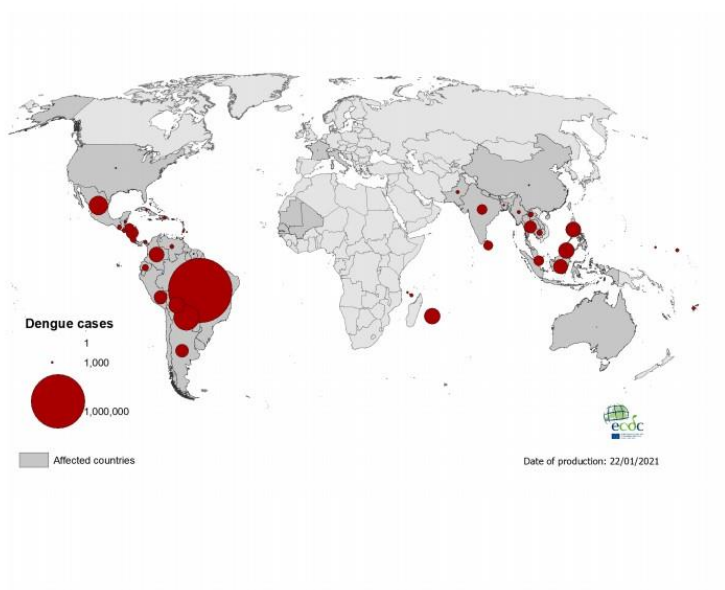 Dengue cases
1
1,000
1,000,000
Affected countries
ecdc
Date of production: 22/01/2021